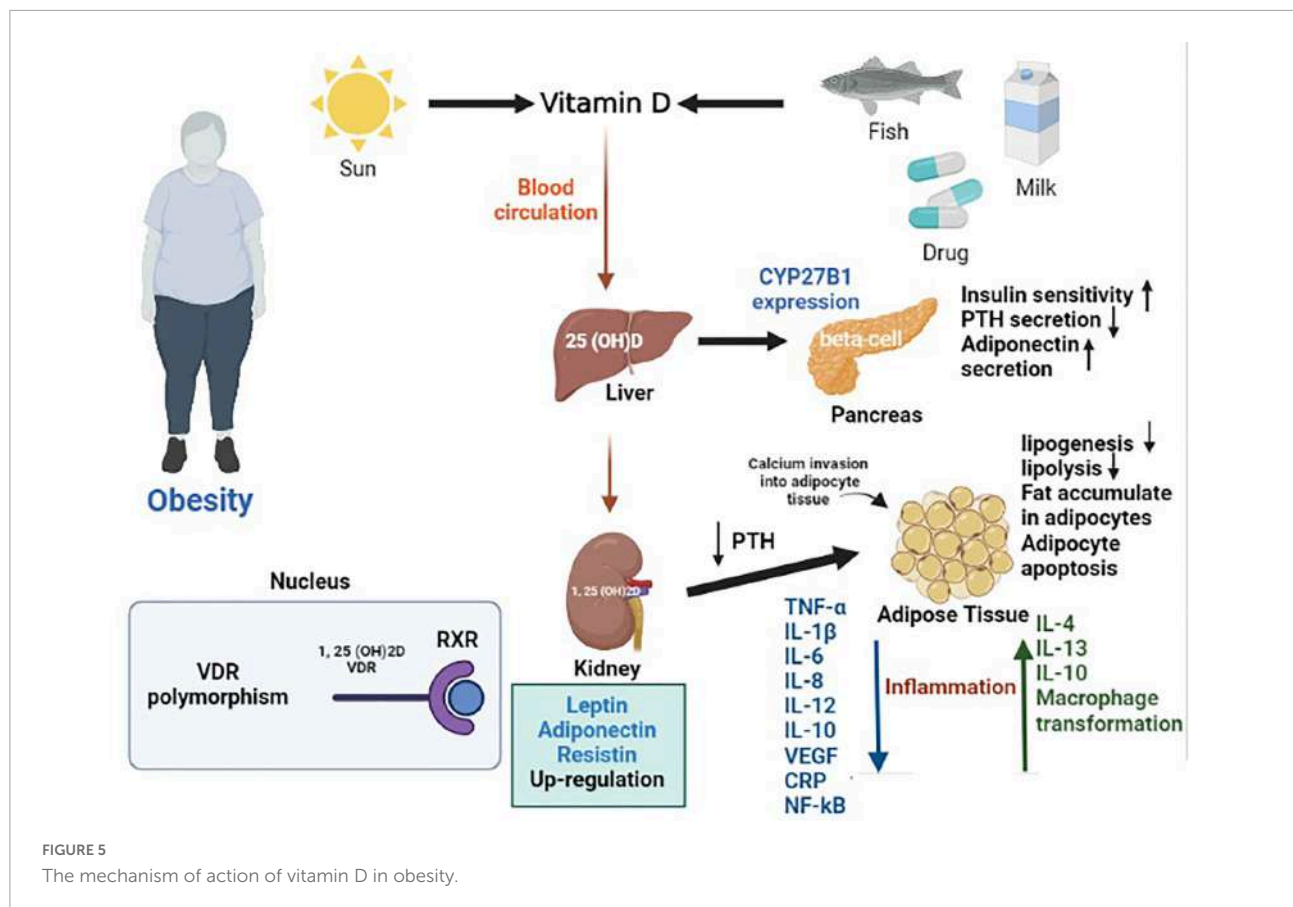 Vitamin D
Sun
Fish
Milk
Drug
Blood
circulation
25 (OH)D
Liver
CYP27B1
expression
beta-cell
Pancreas
Insulin sensitivity ↑
PTH secretion ↓
Adiponectin ↑
secretion
Obesity
Calcium invasion
into adipocyte
tissue
lipogenesis ↓
lipolysis ↓
Fat accumulate
in adipocytes
Adipocyte
apoptosis
Adipose Tissue
↓ PTH
1, 25 (OH)2D
Kidney
Leptin
Adiponectin
Resistin
Up-regulation
Nucleus
VDR
polymorphism
1, 25 (OH)2D
VDR
RXR
TNF-α
IL-1β
IL-6
IL-8
IL-12
IL-10
VEGF
CRP
NF-kB
Inflammation
IL-4
IL-13
IL-10
Macrophage
transformation
FIGURE 5
The mechanism of action of vitamin D in obesity.